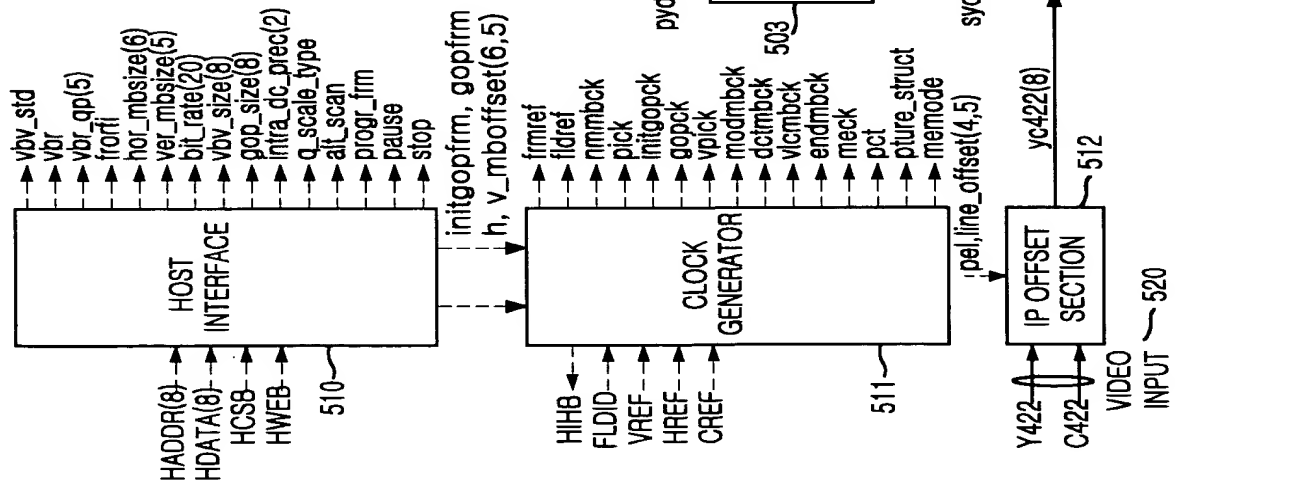 vbv_std
vbr
vbr_qp(5)
frorfi
hor_mbsize(6)
ver_mbsize(5)
bit_rate(20)
vbv_size(8)
gop_size(8)
intra_dc_prec(2)
q_scale_type
alt_scan
progr_frm
pause
stop
HOST
INTERFACE
HADDR(8)
HDATA(8)
HCSB
HWEB
510
initgopfrm, gopfrm
h, v_mboffset(6,5)
pyd
503
syc
frmref
fldref
nmmbck
pick
initgopck
gopck
vpick
modmbck
dctmbck
vlcmbck
endmbck
meck
pct
pture_struct
memode
CLOCK
GENERATOR
HIHB
FLDID
VREF
HREF
CREF
511
pel,line_offset(4,5)
yc422(8)
512
IP OFFSET
SECTION
Y422
C422
VIDEO
INPUT
520